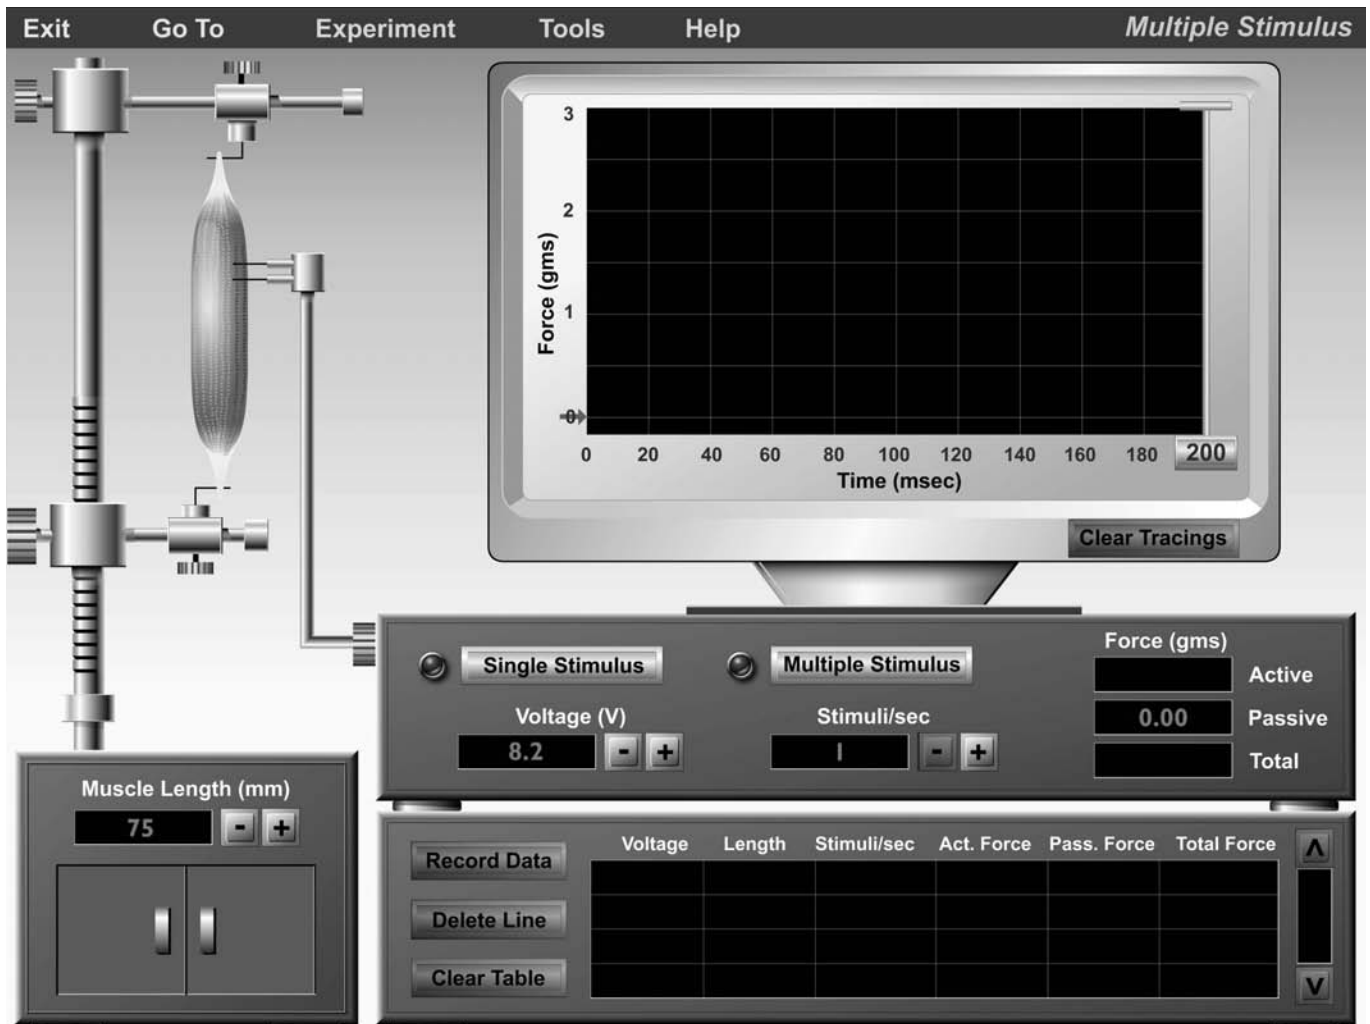 Exit Go To Experiment Tools Help Multiple Stimulus
3
2
1
0
Force (gms)
0 20 40 60 80 100 120 140 160 180 200
Time (msec)
Clear Tracings
Single Stimulus Multiple Stimulus Force (gms)
Active
Voltage (V) Stimuli/sec 0.00 Passive
8.2 - + 1 - + Total
Muscle Length (mm)
75 - +
Voltage Length Stimuli/sec Act. Force Pass. Force Total Force
Record Data
Delete Line
Clear Table